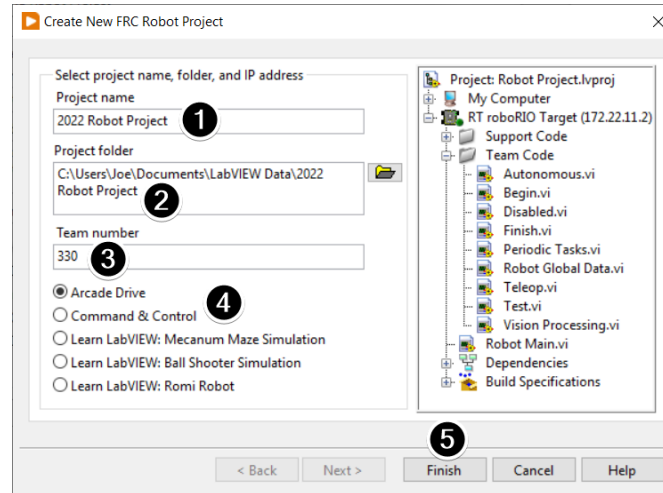 Create New FRC Robot Project
Select project name, folder, and IP address
Project name
2022 Robot Project
1
Project folder
C:\Users\Joe\Documents\LabVIEW Data\2022
Robot Project
2
Team number
330
3
Arcade Drive
4
Command & Control
Learn LabVIEW: Mecanum Maze Simulation
Learn LabVIEW: Ball Shooter Simulation
Learn LabVIEW: Romi Robot
Project: Robot Project.lvproj
My Computer
RT roboRIO Target (172.22.11.2)
Support Code
Team Code
Autonomous.vi
Begin.vi
Disabled.vi
Finish.vi
Periodic Tasks.vi
Robot Global Data.vi
Teleop.vi
Test.vi
Vision Processing.vi
Robot Main.vi
Dependencies
Build Specifications
5
< Back Next > Finish Cancel Help